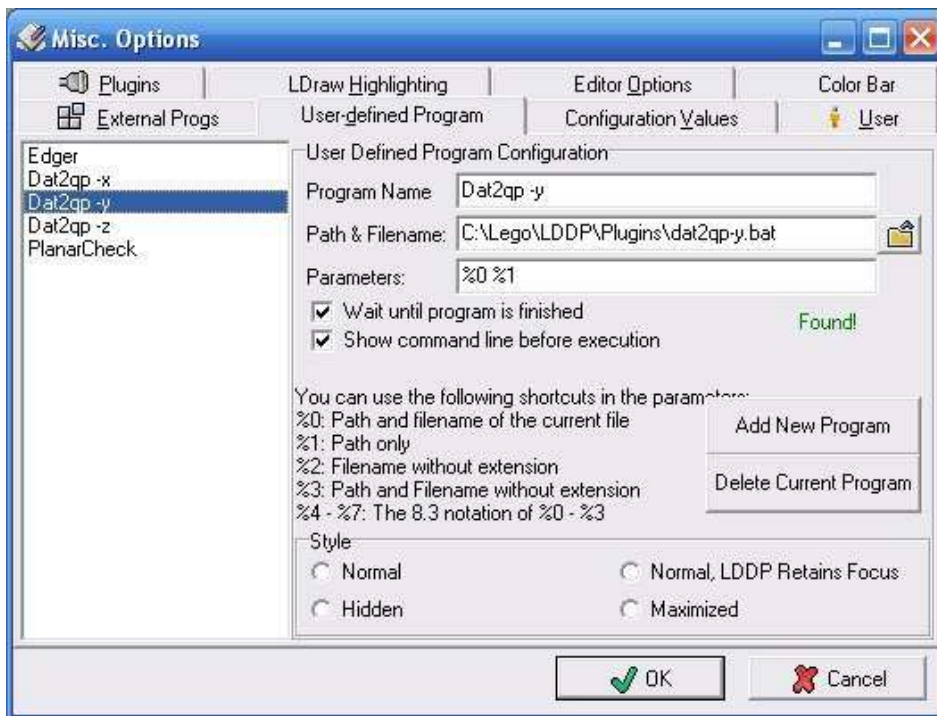 Misc. Options
Plugins
LDraw Highlighting
Editor Options
Color Bar
External Progs
User-defined Program
Configuration Values
User
Edger
Dat2qp -x
Dat2qp -y
Dat2qp -z
PlanarCheck
User Defined Program Configuration
Program Name
Dat2qp -y
Path & Filename:
C:\Lego\LDDP\Plugins\dat2qp-y.bat
Parameters:
%0 %1
Wait until program is finished
Show command line before execution
Found!
You can use the following shortcuts in the parameters:
%0: Path and filename of the current file
%1: Path only
%2: Filename without extension
%3: Path and Filename without extension
%4 - %7: The 8.3 notation of %0 - %3
Add New Program
Delete Current Program
Style
Normal
Normal, LDDP Retains Focus
Hidden
Maximized
OK
Cancel